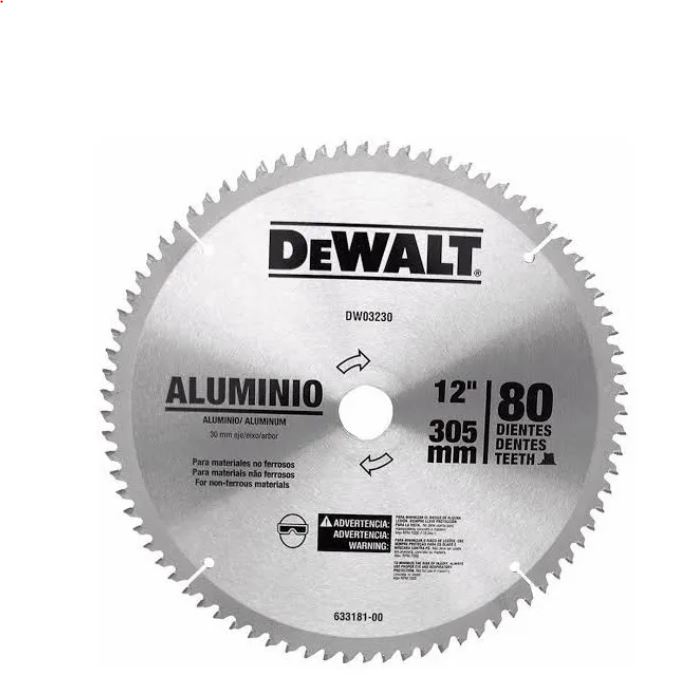 DEWALT®
DW03230
ALUMINIO
ALUMINIO/ ALUMINUM
30 mm eje/eixo/arbor
Para materiales no ferrosos
Para materiais não ferrosos
For non-ferrous materials
12"
305
mm
80
DIENTES
DENTES
TEETH
ADVERTENCIA:
ADVERTENCIA:
WARNING:
633181-00